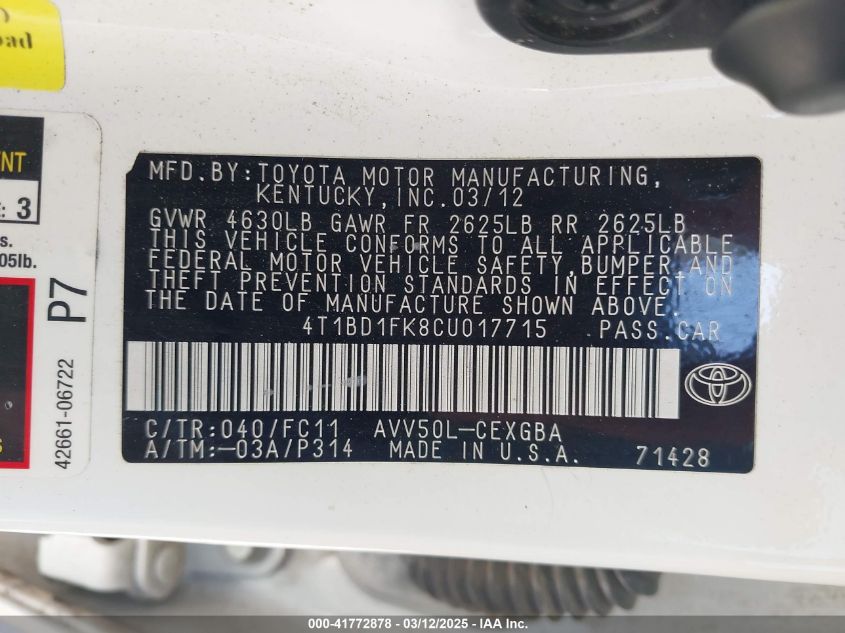 oad
NT
: 3
s.
05lb.
P7
42661-06722
MFD.BY:TOYOTA MOTOR MANUFACTURING,
KENTUCKY,INC.03/12
GVWR 4630LB GAWR FR 2625LB RR 2625LB
THIS VEHICLE CONFORMS TO ALL APPLICABLE
FEDERAL MOTOR VEHICLE SAFETY,BUMPER,AND
THEFT PREVENTION STANDARDS IN EFFECT ON
THE DATE OF MANUFACTURE SHOWN ABOVE.
4T1BD1FK8CU017715 PASS.CAR
C/TR:040/FC11 AVV50L-CEXGBA
A/TM:-03A/P314 MADE IN U.S.A. 71428
000-41772878 - 03/12/2025 - IAA Inc.